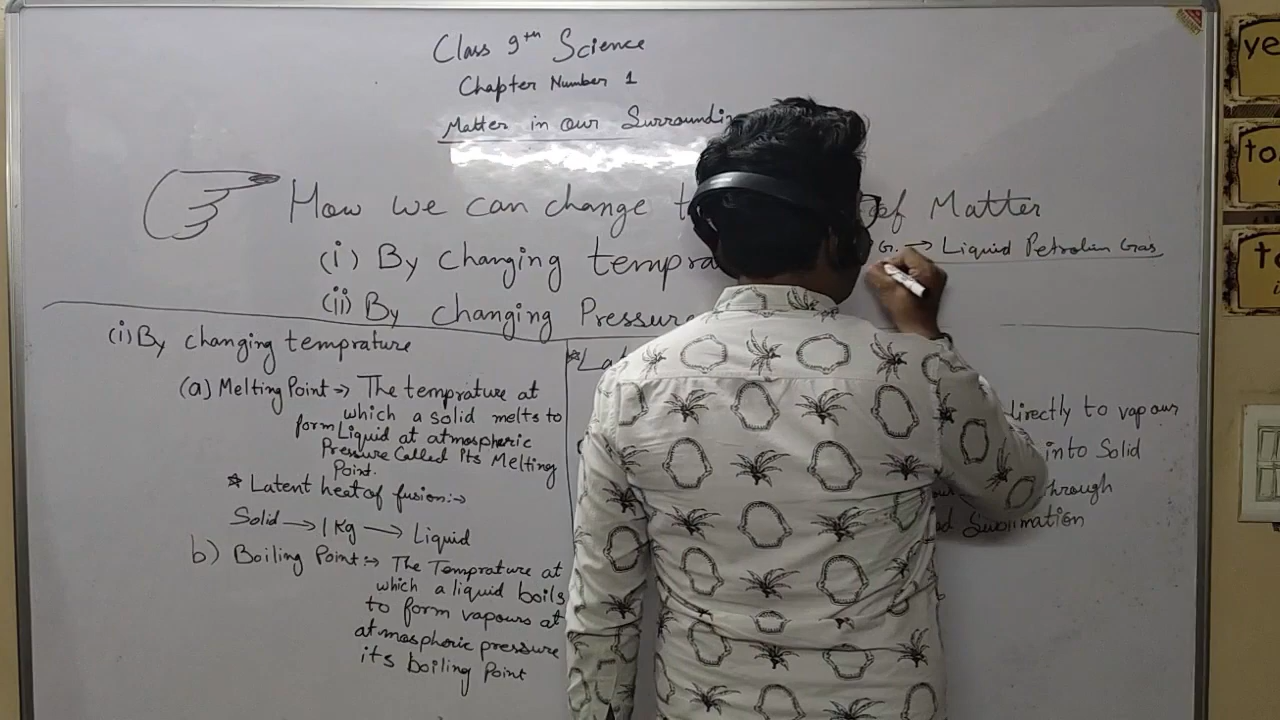 Class 9th Science
Chapter Number 1
Matter in our
How we can change
of Matter
G. → Liquid Petrolium Gas
(i) By changing
(ii) By changing Pressure
(i) By changing temprature
(a) Melting Point → The temprature at
which a solid melts to
form Liquid at atmospheric
Pressure Called its Melting
Point.
* Latent heat of fusion:→
Solid → 1 Kg → Liquid
b) Boiling Point:→ The Temprature at
which a liquid boils
to form vapours at
atmospheric pressure
its boiling Point
directly to vapour
into Solid
through
Sublimation
ye
to